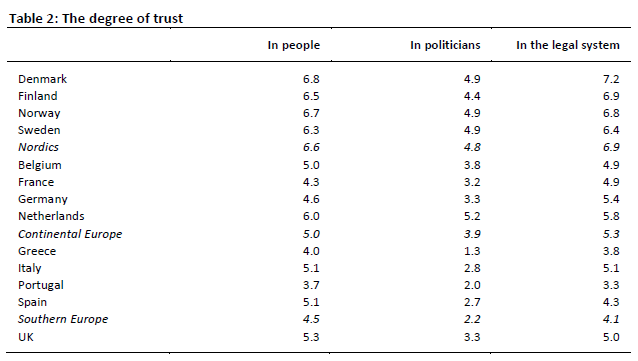 Table 2: The degree of trust
In people In politicians In the legal system
Denmark 6.8 4.9 7.2
Finland 6.5 4.4 6.9
Norway 6.7 4.9 6.8
Sweden 6.3 4.9 6.4
Nordics 6.6 4.8 6.9
Belgium 5.0 3.8 4.9
France 4.3 3.2 4.9
Germany 4.6 3.3 5.4
Netherlands 6.0 5.2 5.8
Continental Europe 5.0 3.9 5.3
Greece 4.0 1.3 3.8
Italy 5.1 2.8 5.1
Portugal 3.7 2.0 3.3
Spain 5.1 2.7 4.3
Southern Europe 4.5 2.2 4.1
UK 5.3 3.3 5.0